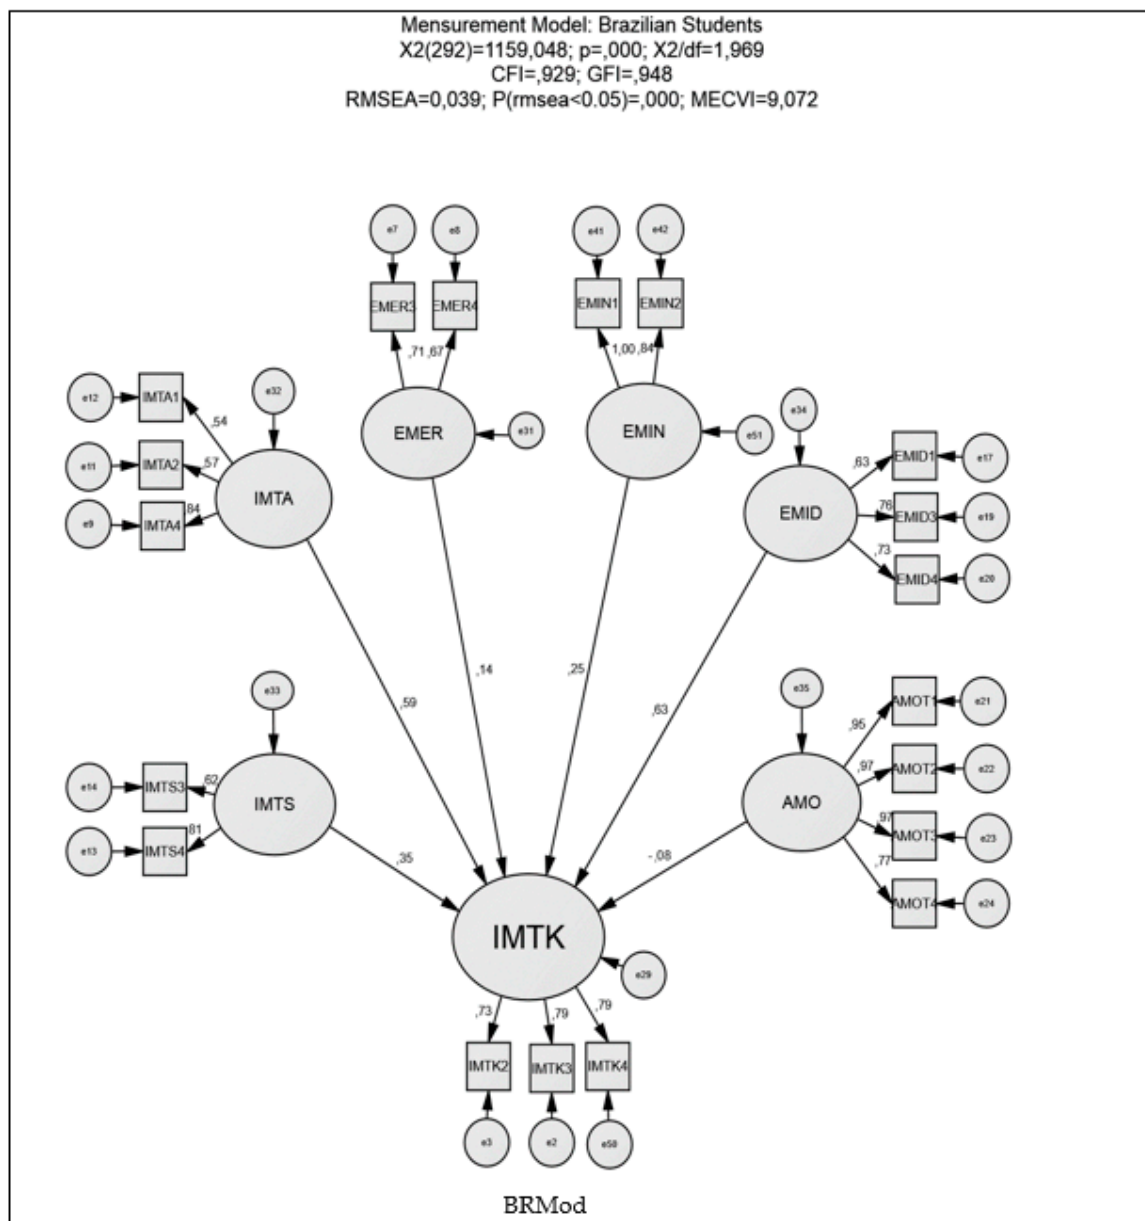 Mensurement Model: Brazilian Students
X2(292)=1159,048; p=,000; X2/df=1,969
CFI=,929; GFI=,948
RMSEA=0,039; P(rmsea<0.05)=,000; MECVI=9,072
e7 e8 e41 e42
EMER3 EMER4 EMIN1 EMIN2
,71 ,67 1,00 ,84
e12 IMTA1 e32 e34
,54
EMER e31 EMIN e51
e11 IMTA2 ,57
,63 EMID1 e17
IMTA EMID
e9 IMTA4 ,84
,76 EMID3 e19
,73 EMID4 e20
,14 ,25
e33 ,59 ,63 e35
,95 AMOT1 e21
e14 IMTS3 ,62
,97 AMOT2 e22
IMTS AMO
e13 IMTS4 ,81
,97 AMOT3 e23
,35 -,08
,77 AMOT4 e24
IMTK
e29
,73 ,79 ,79
IMTK2 IMTK3 IMTK4
e3 e2 e50
BRMod